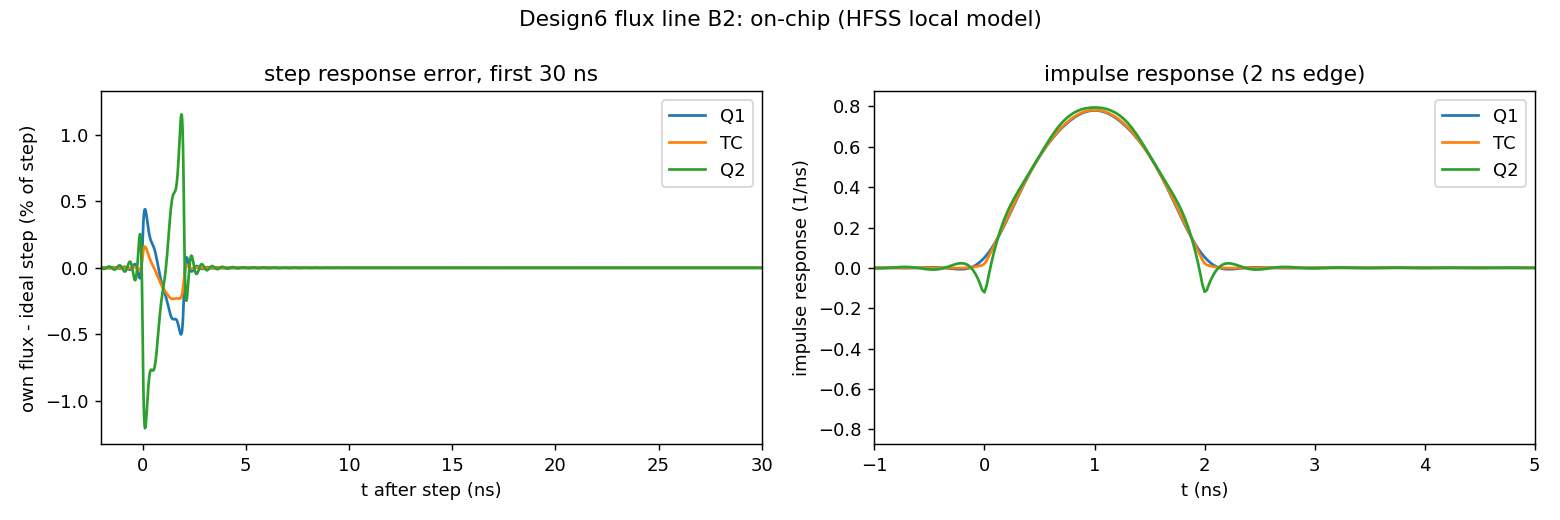 Design6 flux line B2: on-chip (HFSS local model)
step response error, first 30 ns
own flux - ideal step (% of step)
1.0
0.5
0.0
−0.5
−1.0
Q1
TC
Q2
0
5
10
15
20
25
30
t after step (ns)
impulse response (2 ns edge)
impulse response (1/ns)
0.8
0.6
0.4
0.2
0.0
−0.2
−0.4
−0.6
−0.8
Q1
TC
Q2
−1
0
1
2
3
4
5
t (ns)